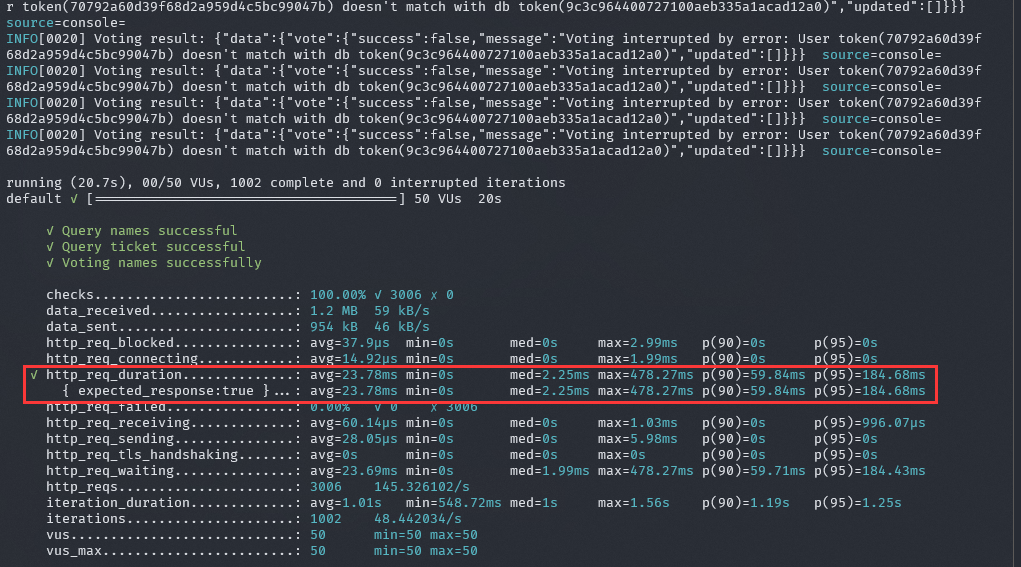 r token(70792a60d39f68d2a959d4c5bc99047b) doesn't match with db token(9c3c964400727100aeb335a1acad12a0)","updated":[]}}}
source=console=
INFO[0020] Voting result: {"data":{"vote":{"success":false,"message":"Voting interrupted by error: User token(70792a60d39f
68d2a959d4c5bc99047b) doesn't match with db token(9c3c964400727100aeb335a1acad12a0)","updated":[]}}}  source=console=
INFO[0020] Voting result: {"data":{"vote":{"success":false,"message":"Voting interrupted by error: User token(70792a60d39f
68d2a959d4c5bc99047b) doesn't match with db token(9c3c964400727100aeb335a1acad12a0)","updated":[]}}}  source=console=
INFO[0020] Voting result: {"data":{"vote":{"success":false,"message":"Voting interrupted by error: User token(70792a60d39f
68d2a959d4c5bc99047b) doesn't match with db token(9c3c964400727100aeb335a1acad12a0)","updated":[]}}}  source=console=
INFO[0020] Voting result: {"data":{"vote":{"success":false,"message":"Voting interrupted by error: User token(70792a60d39f
68d2a959d4c5bc99047b) doesn't match with db token(9c3c964400727100aeb335a1acad12a0)","updated":[]}}}  source=console=
running (20.7s), 00/50 VUs, 1002 complete and 0 interrupted iterations
default √ [======================================] 50 VUs  20s
√ Query names successful
√ Query ticket successful
√ Voting names successfully
checks.........................: 100.00% √ 3006 ✗ 0
data_received..................: 1.2 MB  59 kB/s
data_sent......................: 954 kB  46 kB/s
http_req_blocked...............: avg=37.9µs  min=0s       med=0s     max=2.99ms   p(90)=0s      p(95)=0s
http_req_connecting............: avg=14.92µs min=0s       med=0s     max=1.99ms   p(90)=0s      p(95)=0s
√ http_req_duration..............: avg=23.78ms min=0s       med=2.25ms max=478.27ms p(90)=59.84ms p(95)=184.68ms
{ expected_response:true }...: avg=23.78ms min=0s       med=2.25ms max=478.27ms p(90)=59.84ms p(95)=184.68ms
http_req_failed................: 0.00%   √ 0    ✗ 3006
http_req_receiving.............: avg=60.14µs min=0s       med=0s     max=1.03ms   p(90)=0s      p(95)=996.07µs
http_req_sending...............: avg=28.05µs min=0s       med=0s     max=5.98ms   p(90)=0s      p(95)=0s
http_req_tls_handshaking.......: avg=0s      min=0s       med=0s     max=0s       p(90)=0s      p(95)=0s
http_req_waiting...............: avg=23.69ms min=0s       med=1.99ms max=478.27ms p(90)=59.71ms p(95)=184.43ms
http_reqs......................: 3006    145.326102/s
iteration_duration.............: avg=1.01s   min=548.72ms med=1s     max=1.56s    p(90)=1.19s   p(95)=1.25s
iterations.....................: 1002    48.442034/s
vus............................: 50      min=50 max=50
vus_max........................: 50      min=50 max=50